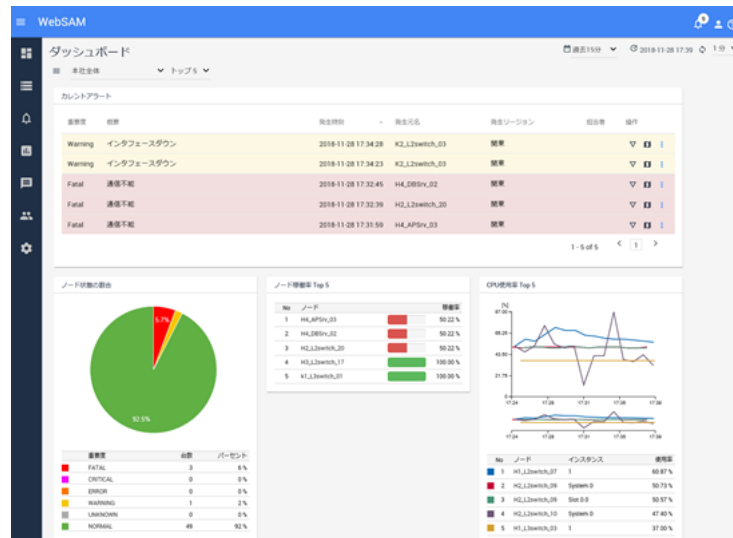 WebSAM
ダッシュボード
過去15分
2018-11-28 17:39
1分
本社全体
トップ 5
カレントアラート
重要度 概要 発生時刻 発生元名 発生リージョン 担当者 操作
Warning インタフェースダウン 2018-11-28 17:34:28 K2_L2switch_03 関東
Warning インタフェースダウン 2018-11-28 17:34:23 K2_L2switch_03 関東
Fatal 通信不能 2018-11-28 17:32:45 H4_DBSrv_02 関東
Fatal 通信不能 2018-11-28 17:32:39 H2_L2switch_20 関東
Fatal 通信不能 2018-11-28 17:31:59 H4_APSrv_03 関東
1 - 5 of 5 < 1 >
ノード状態の割合
5.7%
92.5%
重要度 台数 パーセント
FATAL 3 6 %
CRITICAL 0 0 %
ERROR 0 0 %
WARNING 1 2 %
UNKNOWN 0 0 %
NORMAL 49 92 %
ノード稼働率 Top 5
No ノード 稼働率
1 H4_APSrv_03 50.22 %
2 H4_DBSrv_02 50.22 %
3 H2_L2switch_20 50.22 %
4 H3_L2switch_17 100.00 %
5 k1_L3switch_01 100.00 %
CPU使用率 Top 5
[%]
87.00
65.25
43.50
21.75
17:24 17:28 17:31 17:35 17:39
17:24 17:28 17:31 17:35 17:39
No ノード インスタンス 使用率
1 H1_L2switch_07 1 60.87 %
2 H2_L2switch_09 System.0 50.73 %
3 H2_L2switch_09 Slot 0.0 50.57 %
4 H2_L2switch_10 System.0 47.40 %
5 H1_L3switch_03 1 37.00 %